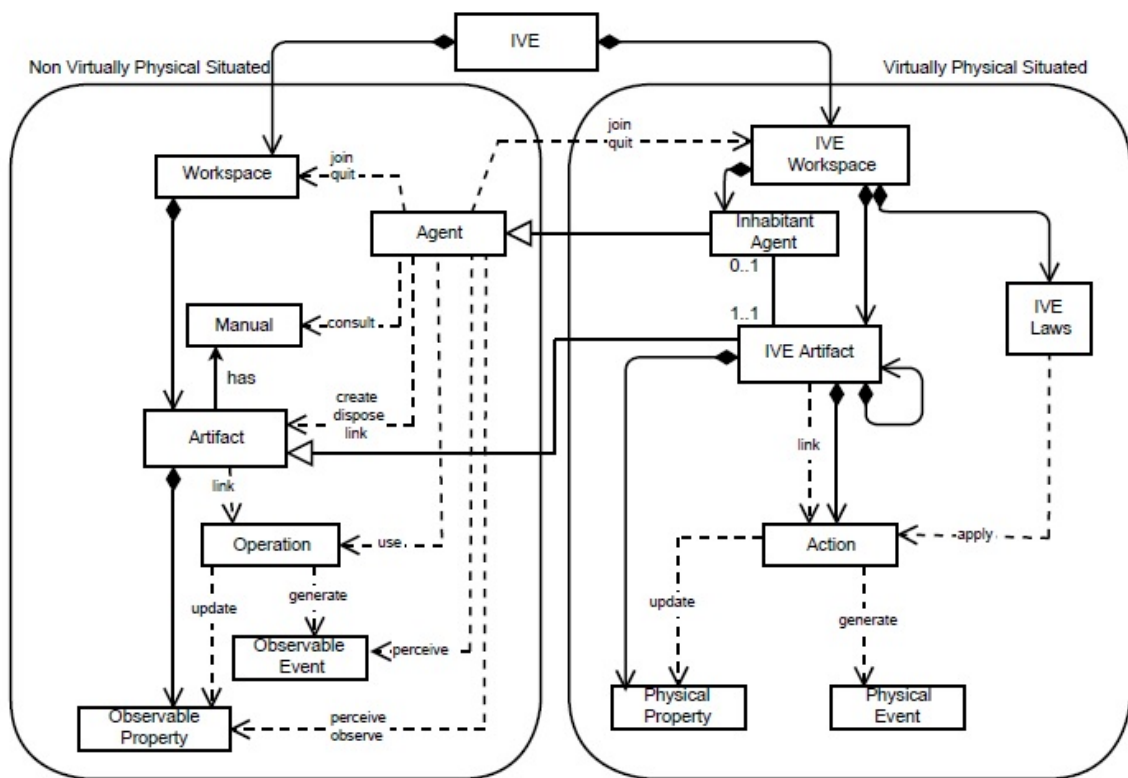 IVE
Non Virtually Physical Situated
Virtually Physical Situated
join
quit
IVE
Workspace
join
quit
Workspace
Agent
Inhabitant
Agent
0..1
1..1
Manual
consult
IVE
Laws
IVE Artifact
has
create
dispose
link
Artifact
link
link
Operation
use
Action
apply
update
generate
update
generate
Observable
Event
perceive
Observable
Property
perceive
observe
Physical
Property
Physical
Event